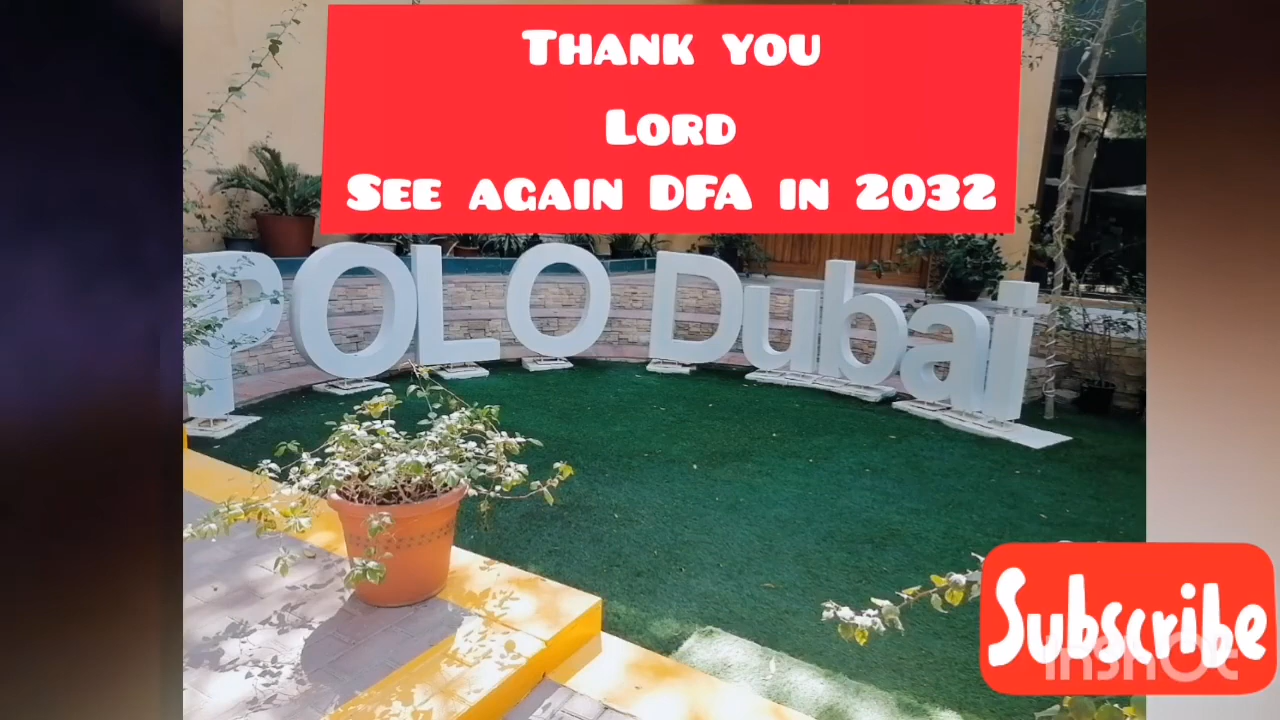 Thank you
Lord
See again DFA in 2032
POLO Dubai
Subscribe
InShOt